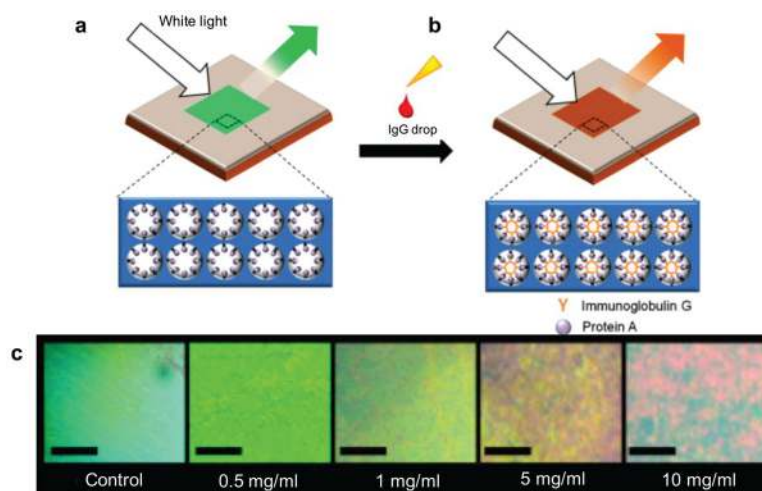 a
White light
b
IgG drop
Immunoglobulin G
Protein A
c
Control
0.5 mg/ml
1 mg/ml
5 mg/ml
10 mg/ml